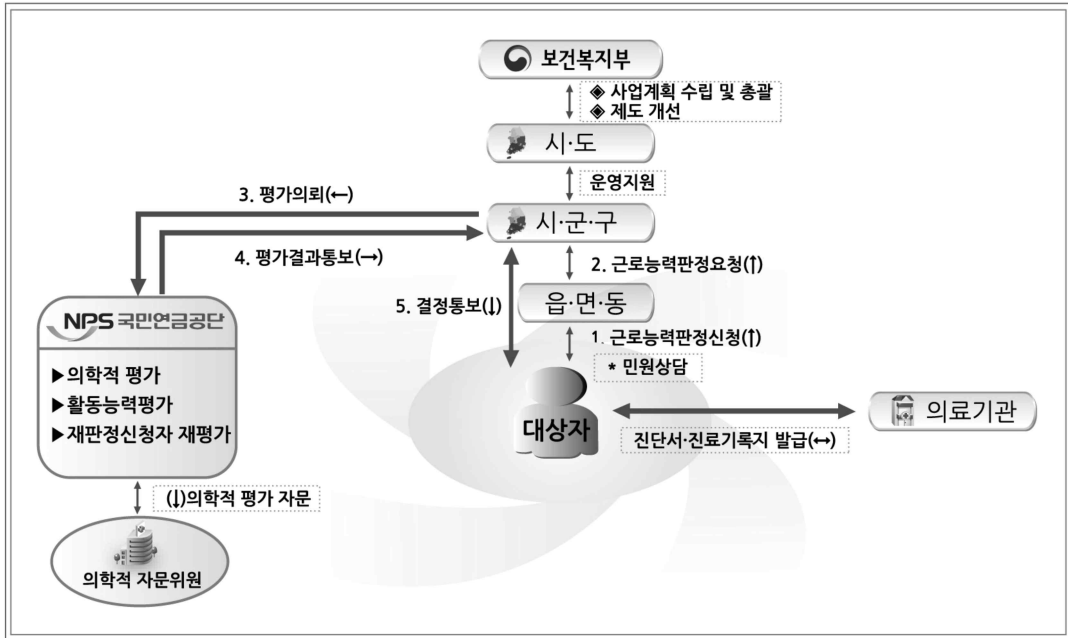 보건복지부
◈ 사업계획 수립 및 총괄
◈ 제도 개선
시·도
운영지원
3. 평가의뢰(←)
시·군·구
4. 평가결과통보(→)
2. 근로능력판정요청(↑)
5. 결정통보(↓)
읍·면·동
NPS 국민연금공단
1. 근로능력판정신청(↑)
* 민원상담
▶의학적 평가
▶활동능력평가
▶재판정신청자 재평가
대상자
의료기관
진단서·진료기록지 발급(↔)
(↓)의학적 평가 자문
의학적 자문위원